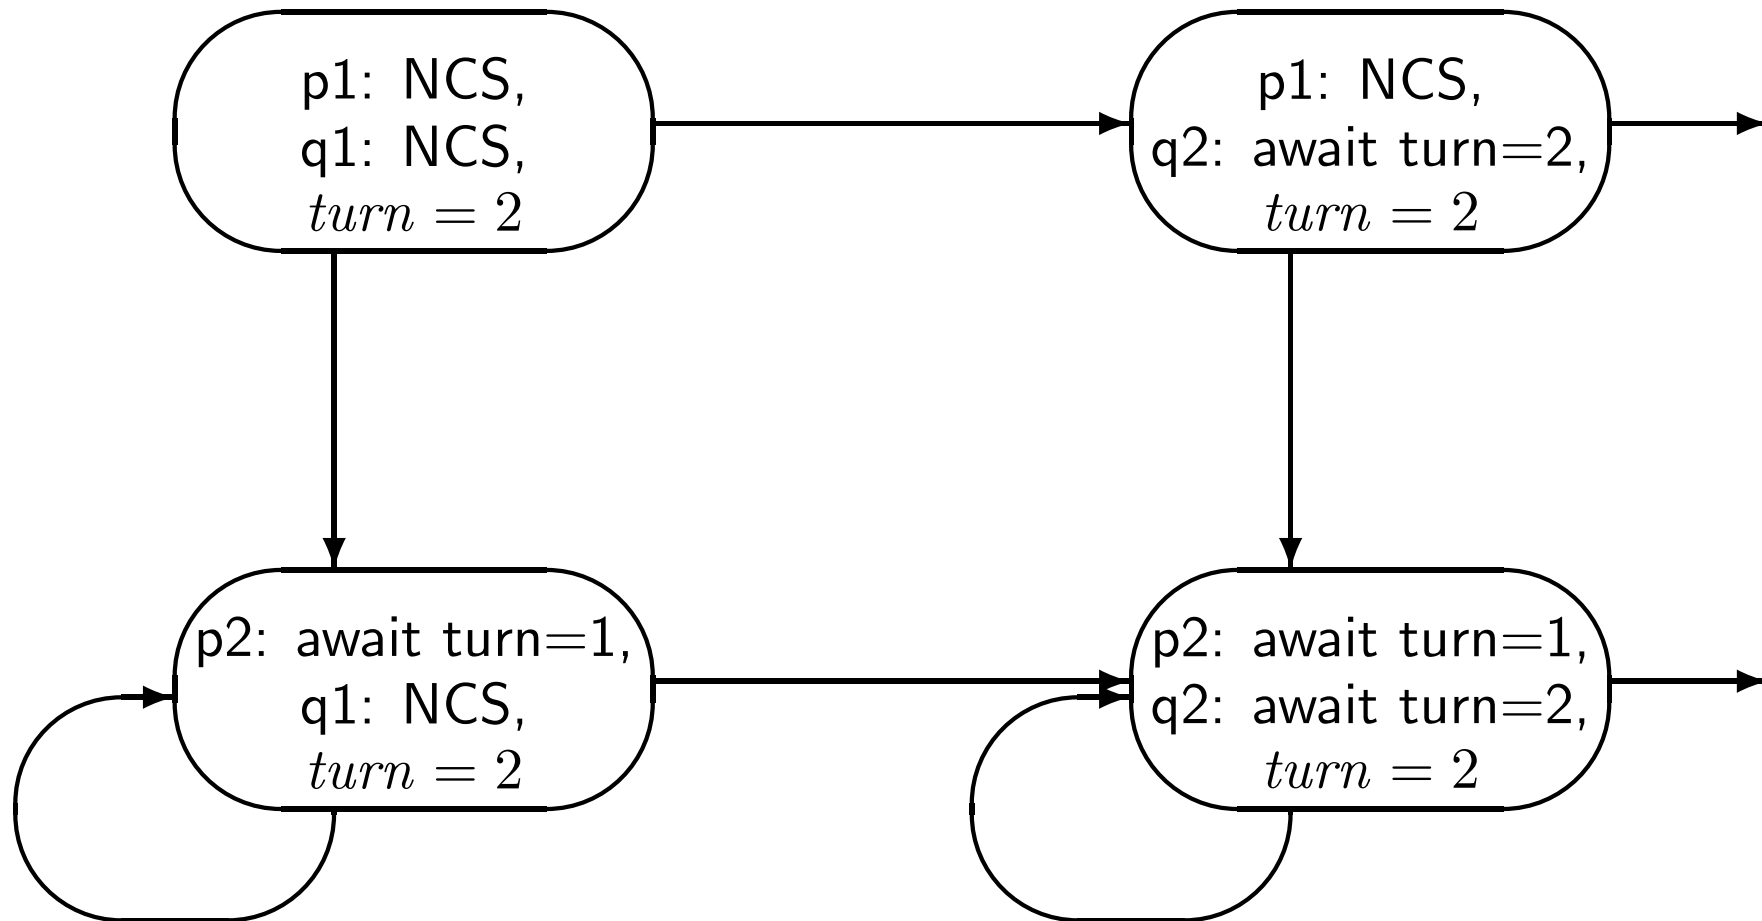 p1: NCS,
q1: NCS,
turn = 2
p1: NCS,
q2: await turn=2,
turn = 2
p2: await turn=1,
q1: NCS,
turn = 2
p2: await turn=1,
q2: await turn=2,
turn = 2